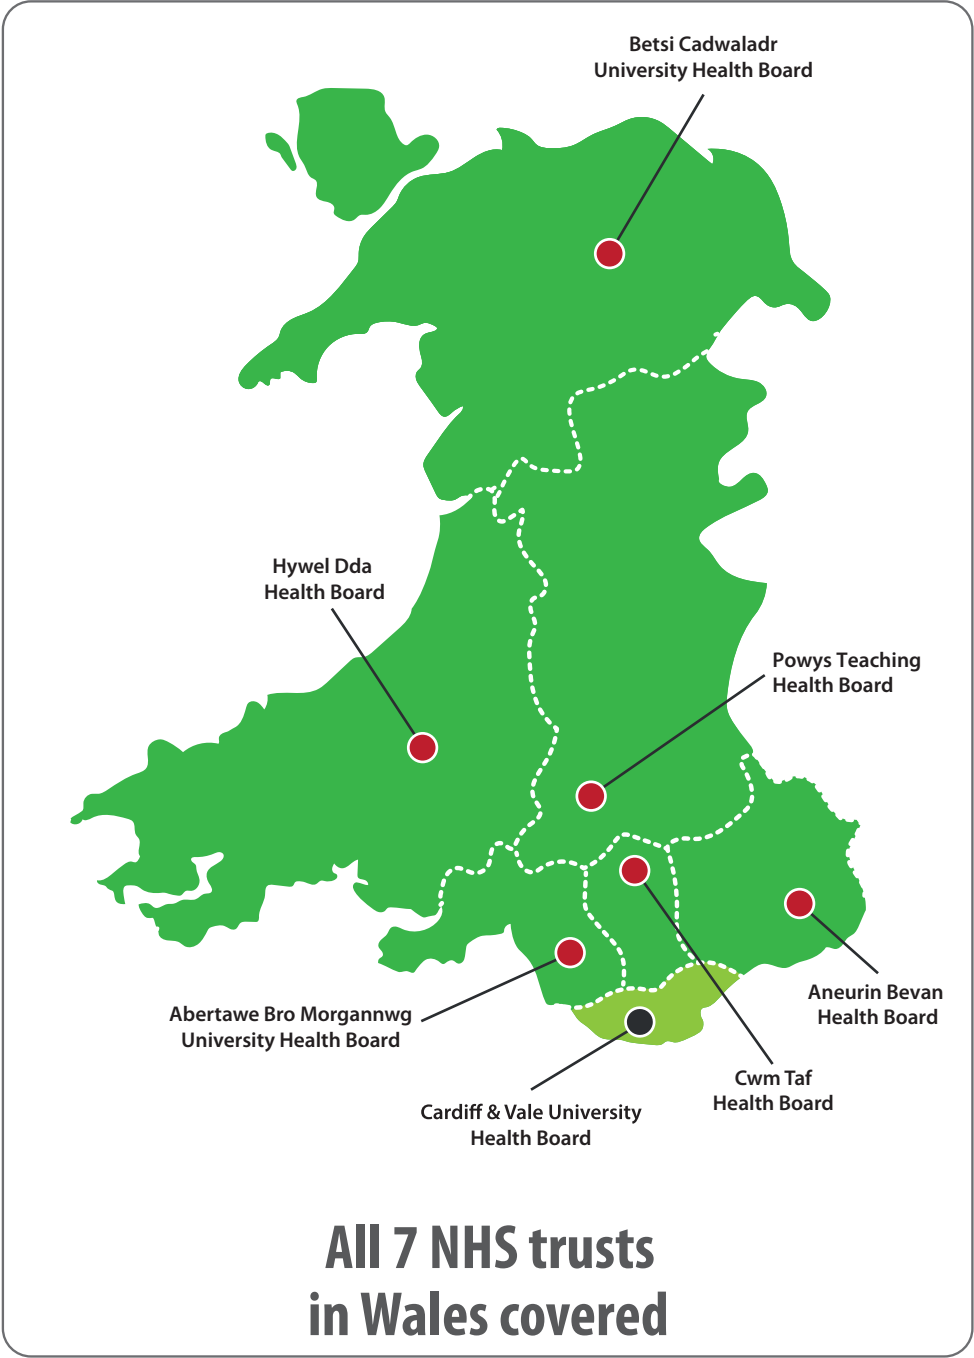 Betsi Cadwaladr
University Health Board
Hywel Dda
Health Board
Powys Teaching
Health Board
Aneurin Bevan
Health Board
Abertawe Bro Morgannwg
University Health Board
Cwm Taf
Health Board
Cardiff & Vale University
Health Board
All 7 NHS trusts
in Wales covered